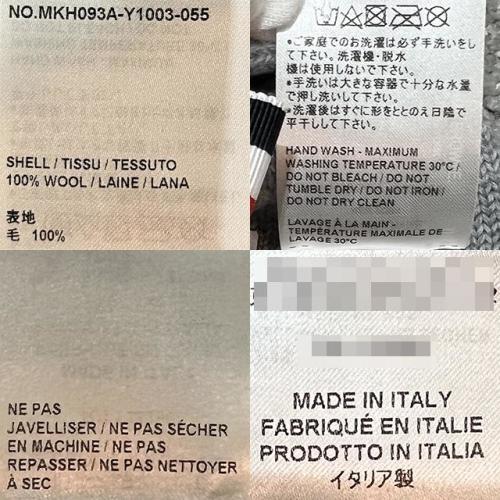 NO.MKH093A-Y1003-055
SHELL / TISSU / TESSUTO
100% WOOL / LAINE / LANA
表地
毛 100%
●ご家庭でのお洗濯は必ず手洗いをし
て下さい。洗濯機・脱水
機は使用しないで下さい。
●手洗いは大きな容器で十分な水量
で押し洗いして下さい。
●洗濯後はすぐに形をととのえ日陰で
平干しして下さい。
HAND WASH - MAXIMUM
WASHING TEMPERATURE 30°C /
DO NOT BLEACH / DO NOT
TUMBLE DRY / DO NOT IRON /
DO NOT DRY CLEAN
LAVAGE À LA MAIN -
TEMPÉRATURE MAXIMALE DE
LAVAGE 30°C
NE PAS
JAVELLISER / NE PAS SÉCHER
EN MACHINE / NE PAS
REPASSER / NE PAS NETTOYER
À SEC
MADE IN ITALY
FABRIQUÉ EN ITALIE
PRODOTTO IN ITALIA
イタリア製